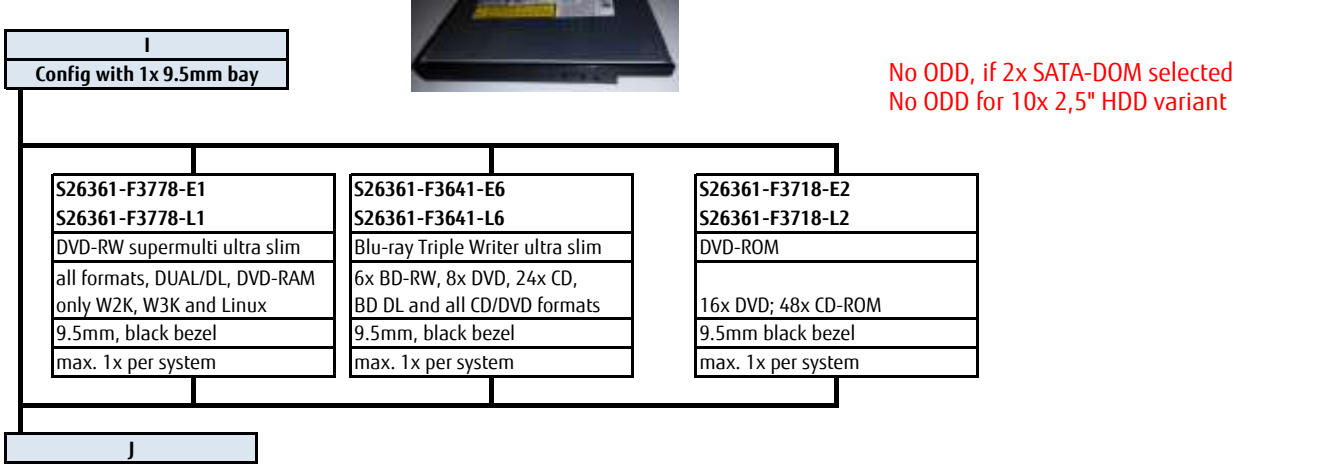 I
Config with 1x 9.5mm bay
No ODD, if 2x SATA-DOM selected
No ODD for 10x 2,5" HDD variant
S26361-F3778-E1
S26361-F3778-L1
DVD-RW supermulti ultra slim
all formats, DUAL/DL, DVD-RAM
only W2K, W3K and Linux
9.5mm, black bezel
max. 1x per system
S26361-F3641-E6
S26361-F3641-L6
Blu-ray Triple Writer ultra slim
6x BD-RW, 8x DVD, 24x CD,
BD DL and all CD/DVD formats
9.5mm, black bezel
max. 1x per system
S26361-F3718-E2
S26361-F3718-L2
DVD-ROM
16x DVD; 48x CD-ROM
9.5mm black bezel
max. 1x per system
J